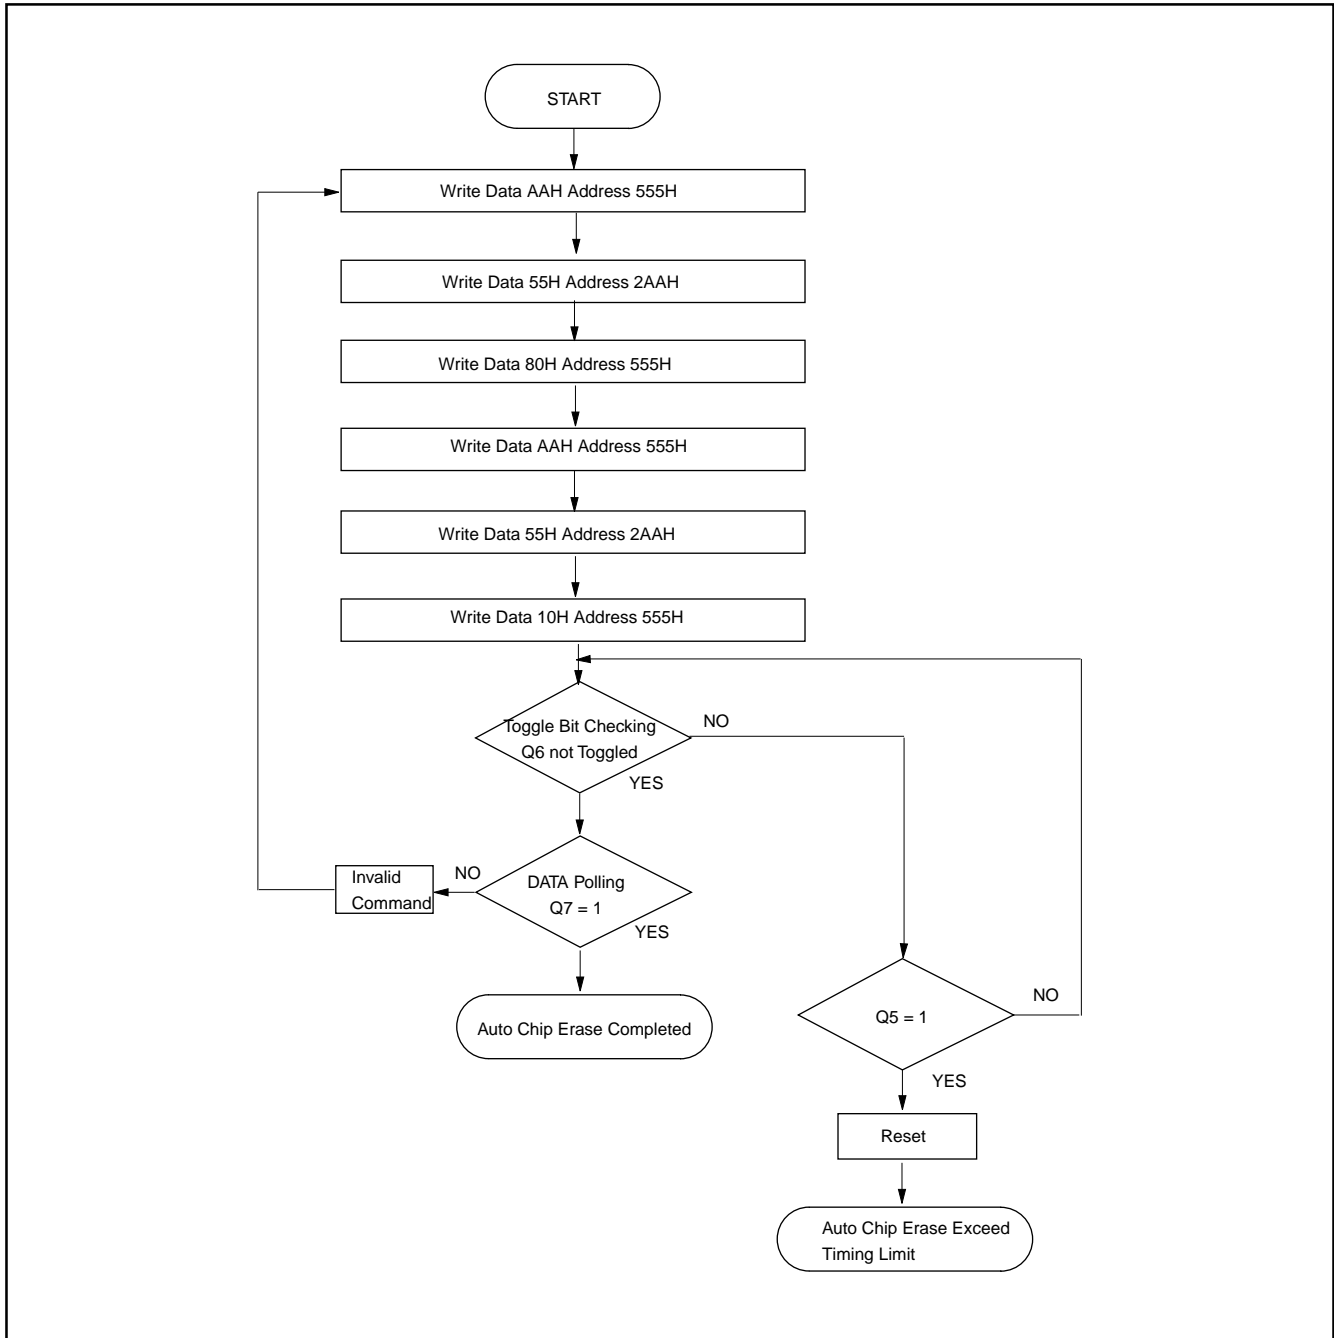 START
Write Data AAH Address 555H
Write Data 55H Address 2AAH
Write Data 80H Address 555H
Write Data AAH Address 555H
Write Data 55H Address 2AAH
Write Data 10H Address 555H
Toggle Bit Checking
Q6 not Toggled
NO
YES
Invalid
Command
NO
DATA Polling
Q7 = 1
YES
Auto Chip Erase Completed
Q5 = 1
NO
YES
Reset
Auto Chip Erase Exceed
Timing Limit